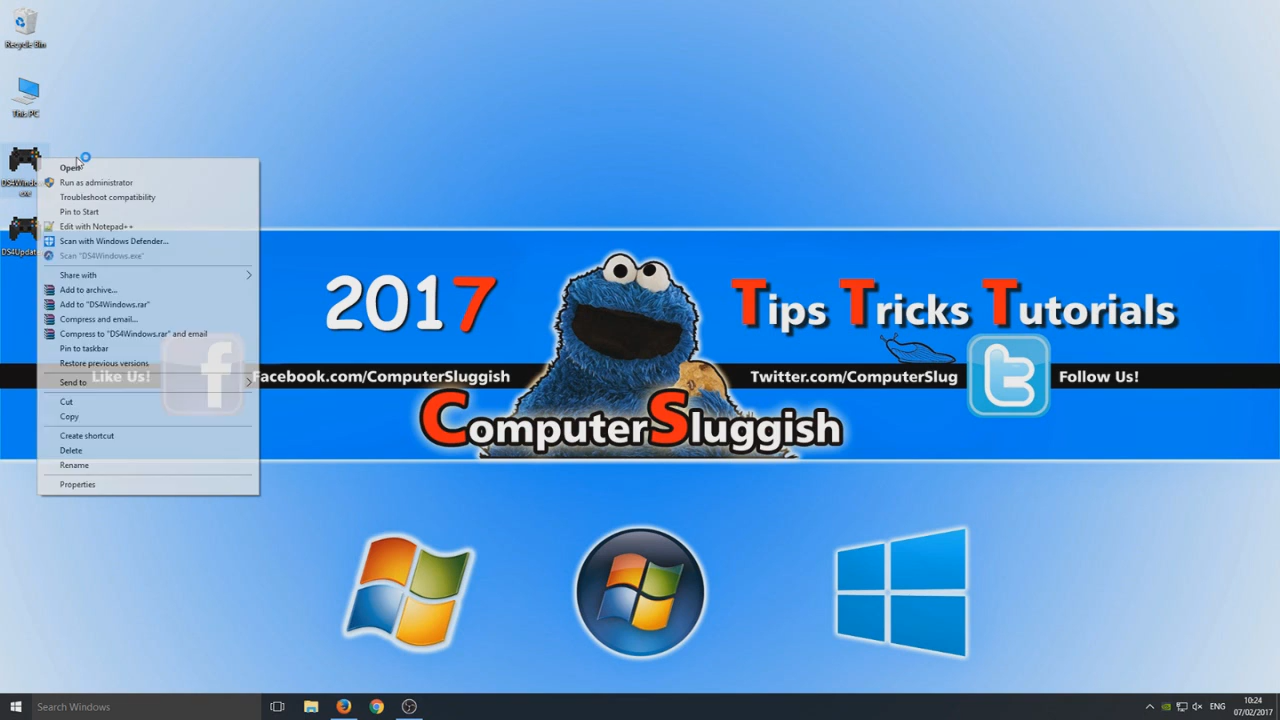 Recycle Bin
This PC
DS4Windo
.exe
DS4Updat
Open
Run as administrator
Troubleshoot compatibility
Pin to Start
Edit with Notepad++
Scan with Windows Defender...
Scan "DS4Windows.exe"
Share with
Add to archive...
Add to "DS4Windows.rar"
Compress and email...
Compress to "DS4Windows.rar" and email
Pin to taskbar
Restore previous versions
Send to
Cut
Copy
Create shortcut
Delete
Rename
Properties
2017
Tips Tricks Tutorials
Like Us!
f
Facebook.com/ComputerSluggish
Twitter.com/ComputerSlug
t
Follow Us!
ComputerSluggish
Search Windows
ENG
10:24
07/02/2017